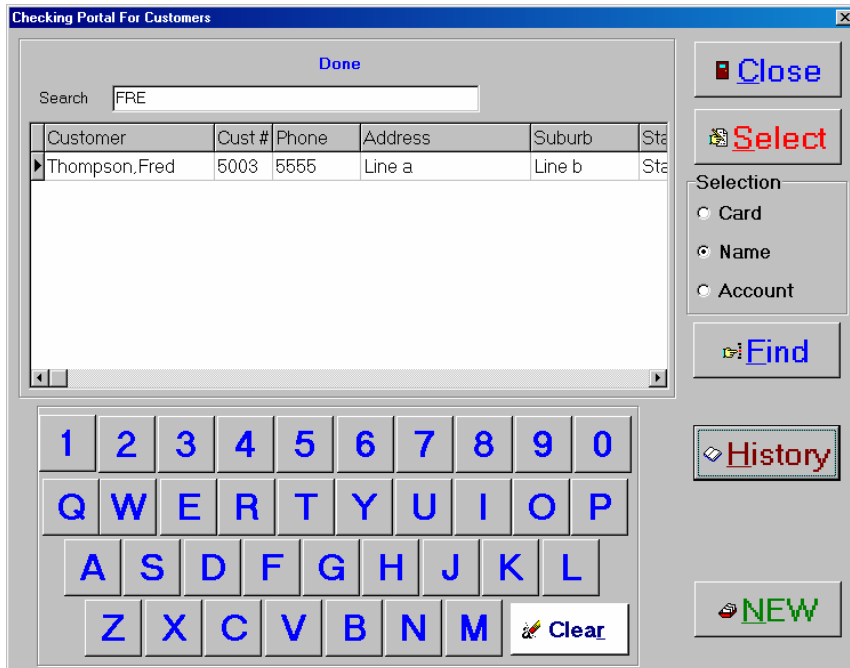 Checking Portal For Customers
Done
Search FRE
Customer Cust # Phone Address Suburb Sta
Thompson,Fred 5003 5555 Line a Line b Sta
Close
Select
Selection
Card
Name
Account
Find
History
NEW
1 2 3 4 5 6 7 8 9 0
Q W E R T Y U I O P
A S D F G H J K L
Z X C V B N M Clear